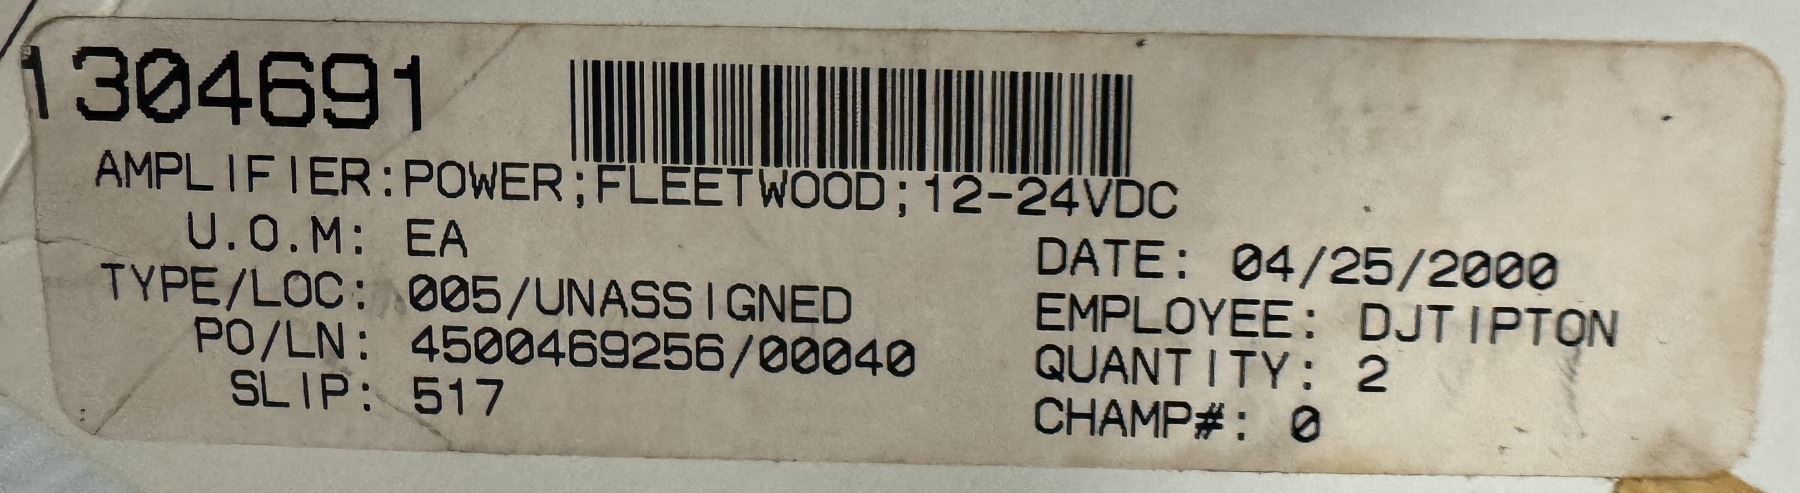 1304691
AMPLIFIER:POWER;FLEETWOOD;12-24VDC
U.O.M: EA
TYPE/LOC: 005/UNASSIGNED
PO/LN: 4500469256/00040
SLIP: 517
DATE: 04/25/2000
EMPLOYEE: DJTIPTON
QUANTITY: 2
CHAMP#: 0